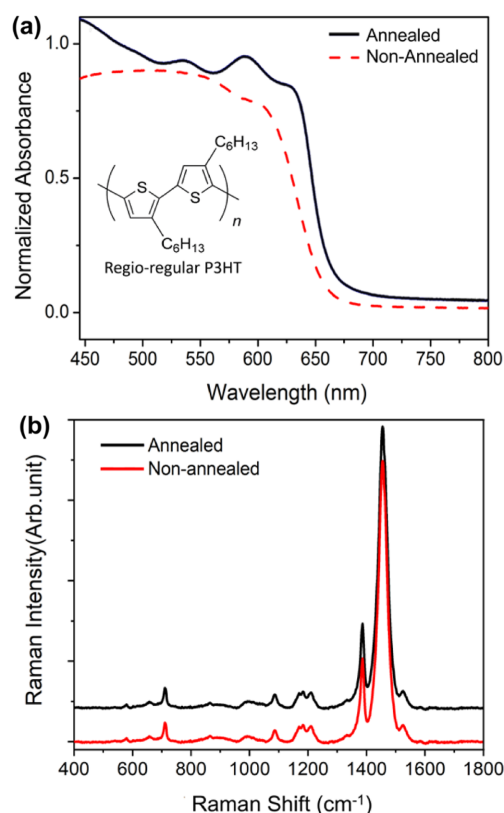 (a)
Annealed
Non-Annealed
1.0
0.5
0.0
Normalized Absorbance
C6H13
S
S
n
C6H13
Regio-regular P3HT
445 500 550 600 650 700 750 800
Wavelength (nm)
(b)
Annealed
Non-annealed
Raman Intensity(Arb.unit)
400 600 800 1000 1200 1400 1600 1800
Raman Shift (cm⁻¹)